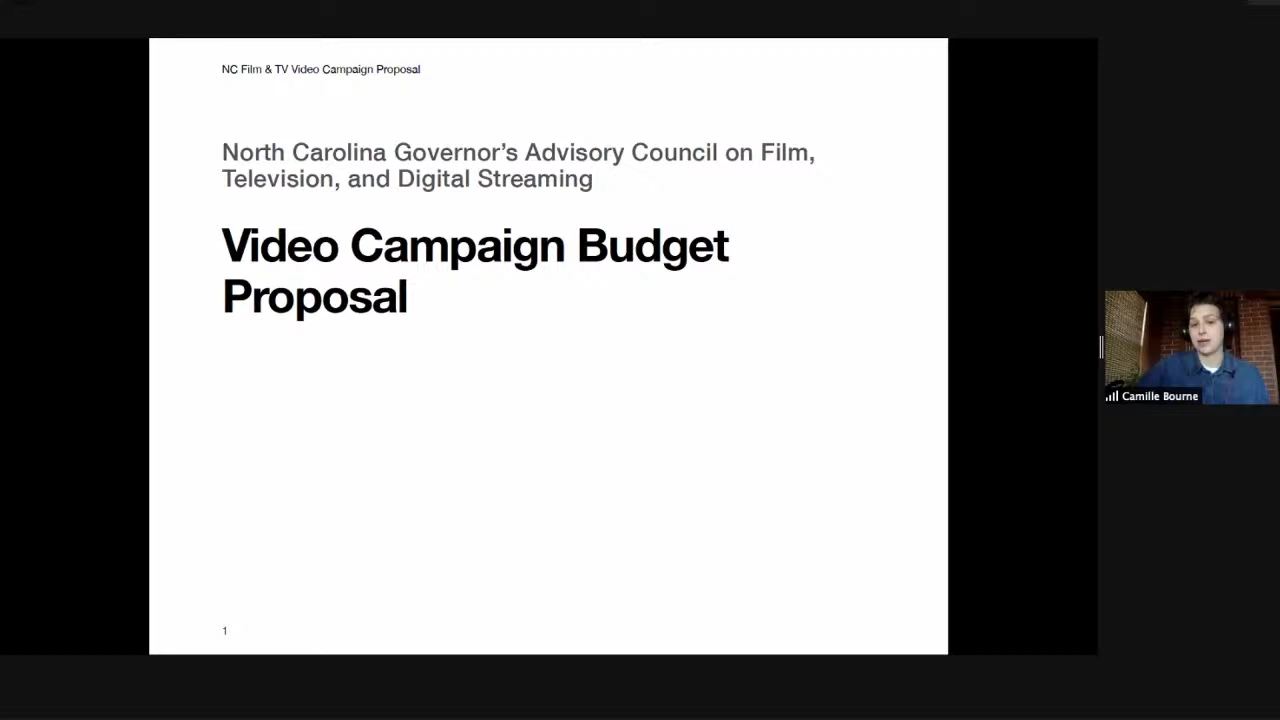 NC Film & TV Video Campaign Proposal
North Carolina Governor’s Advisory Council on Film,
Television, and Digital Streaming
Video Campaign Budget
Proposal
Camille Bourne
1